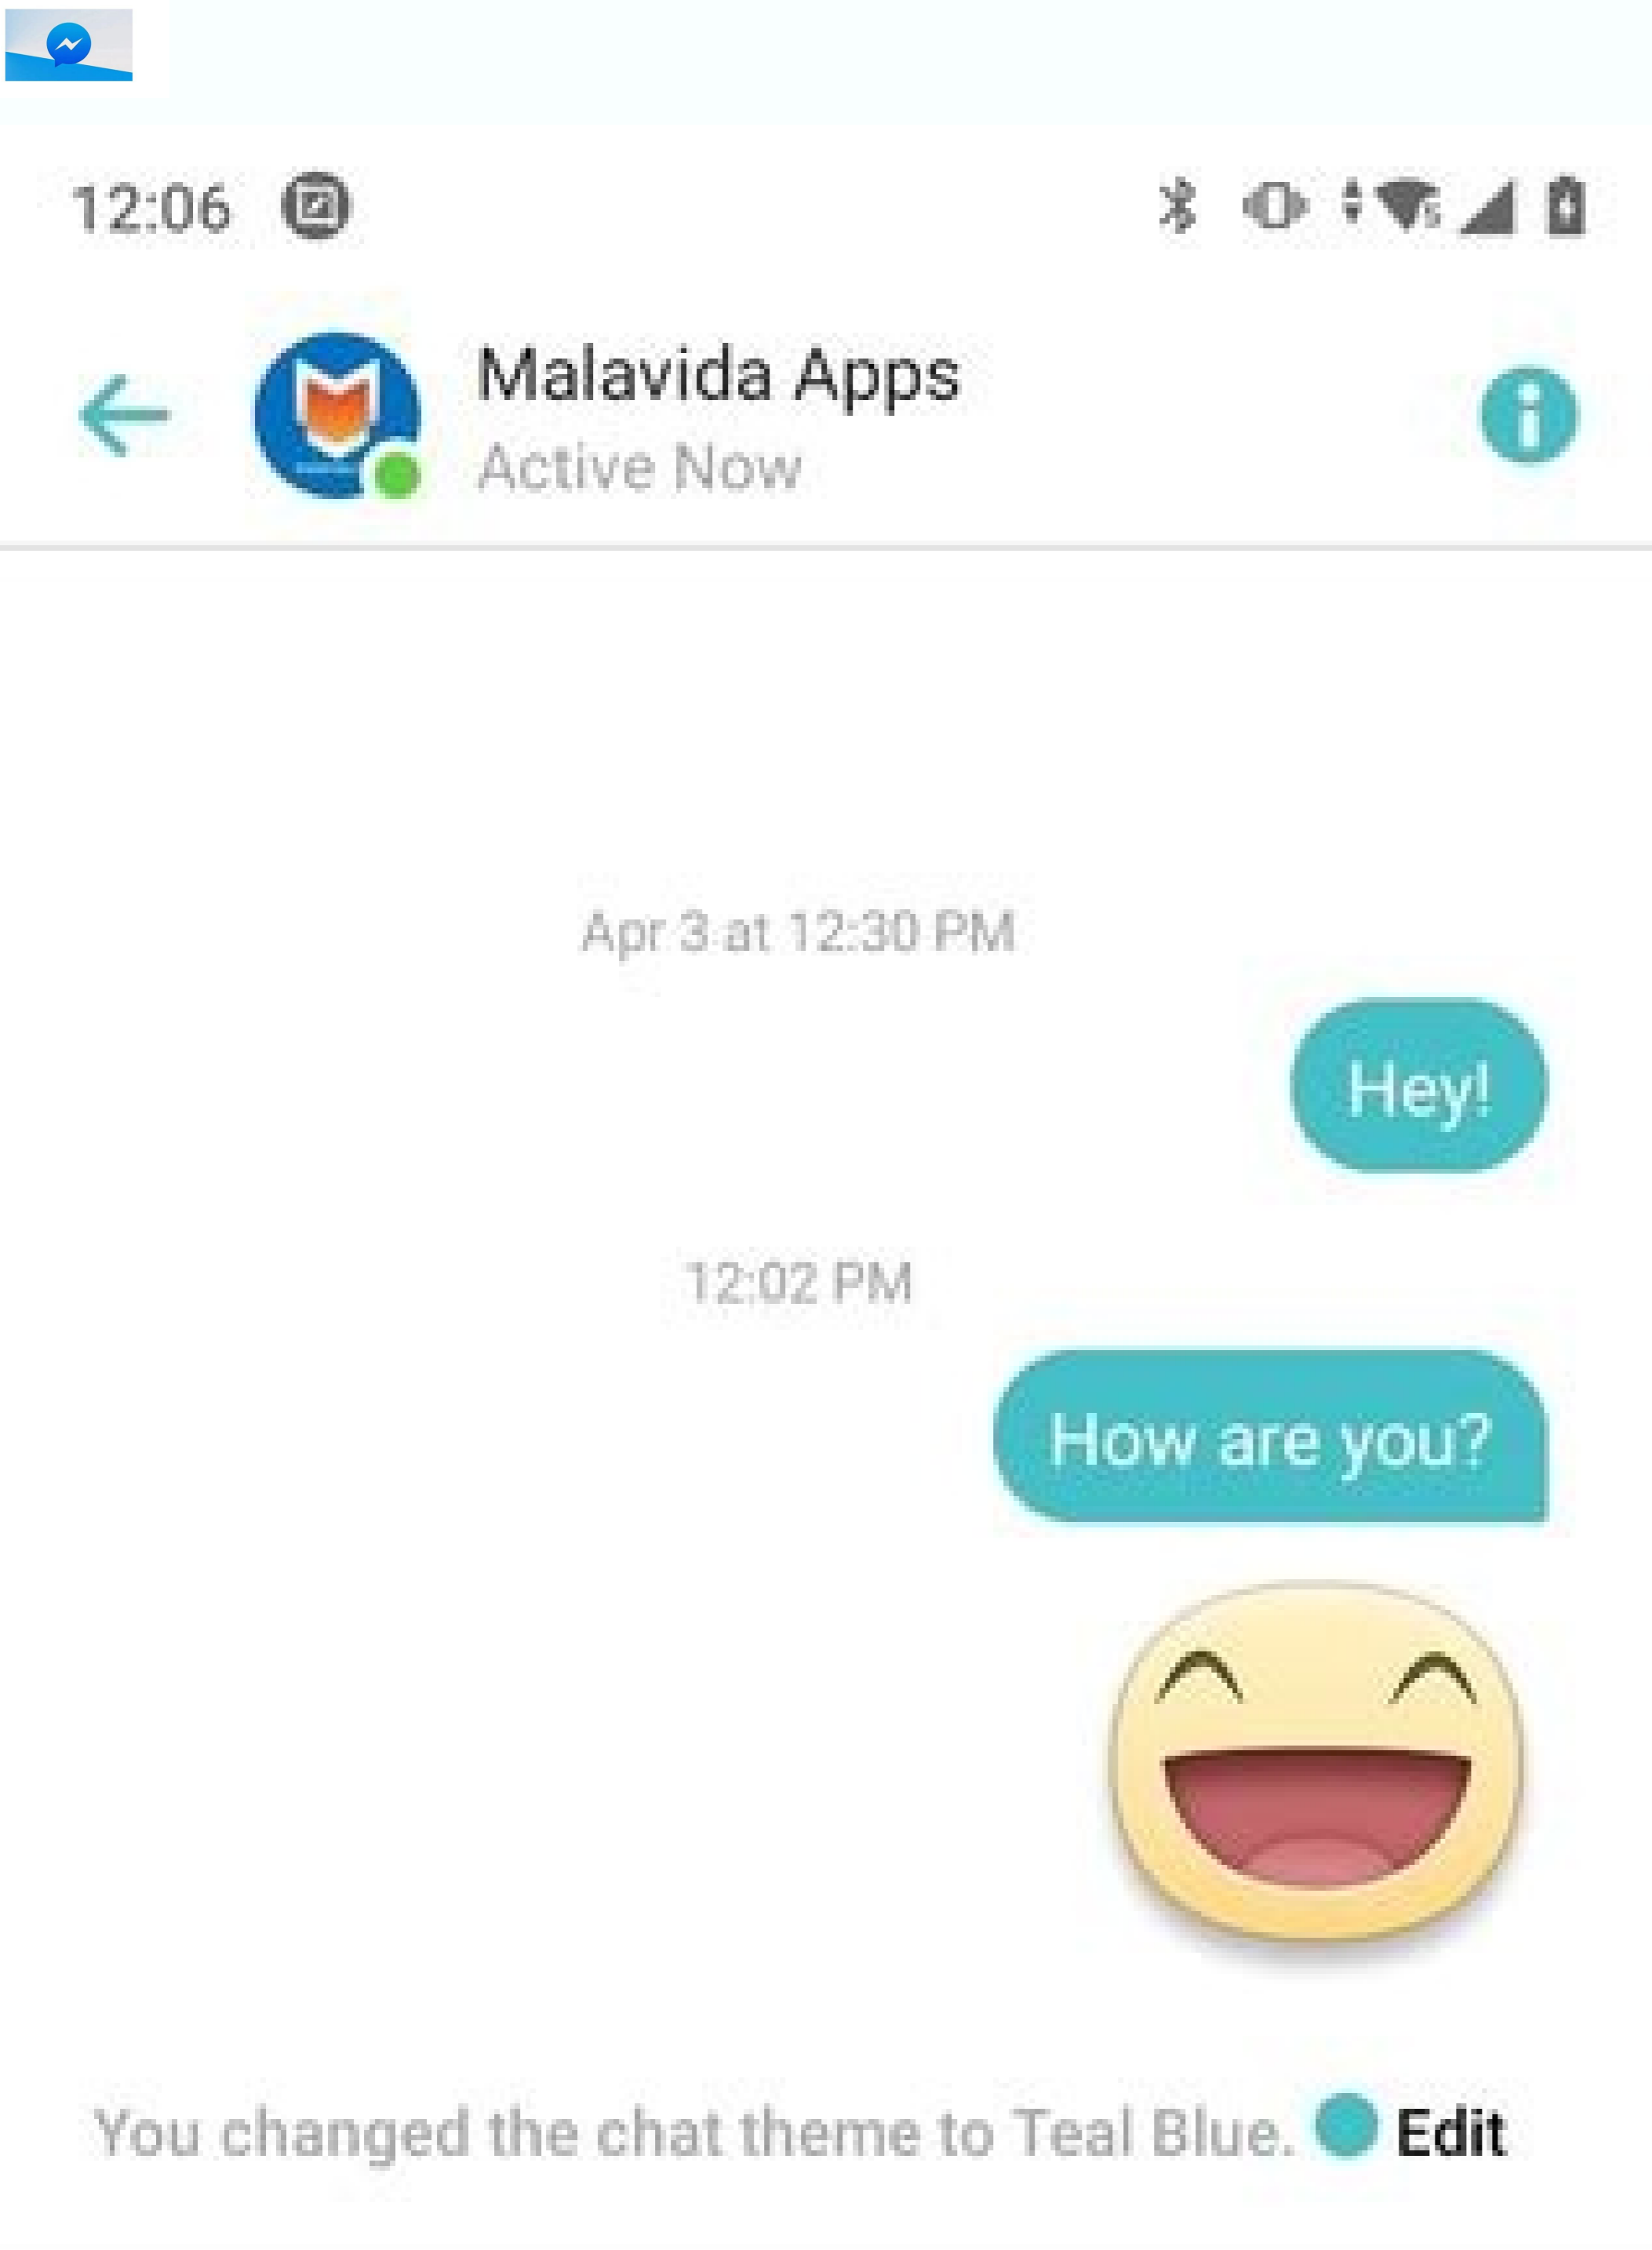 12:06
Malavida Apps
Active Now
Apr 3 at 12:30 PM
Hey!
12:02 PM
How are you?
You changed the chat theme to Teal Blue. Edit